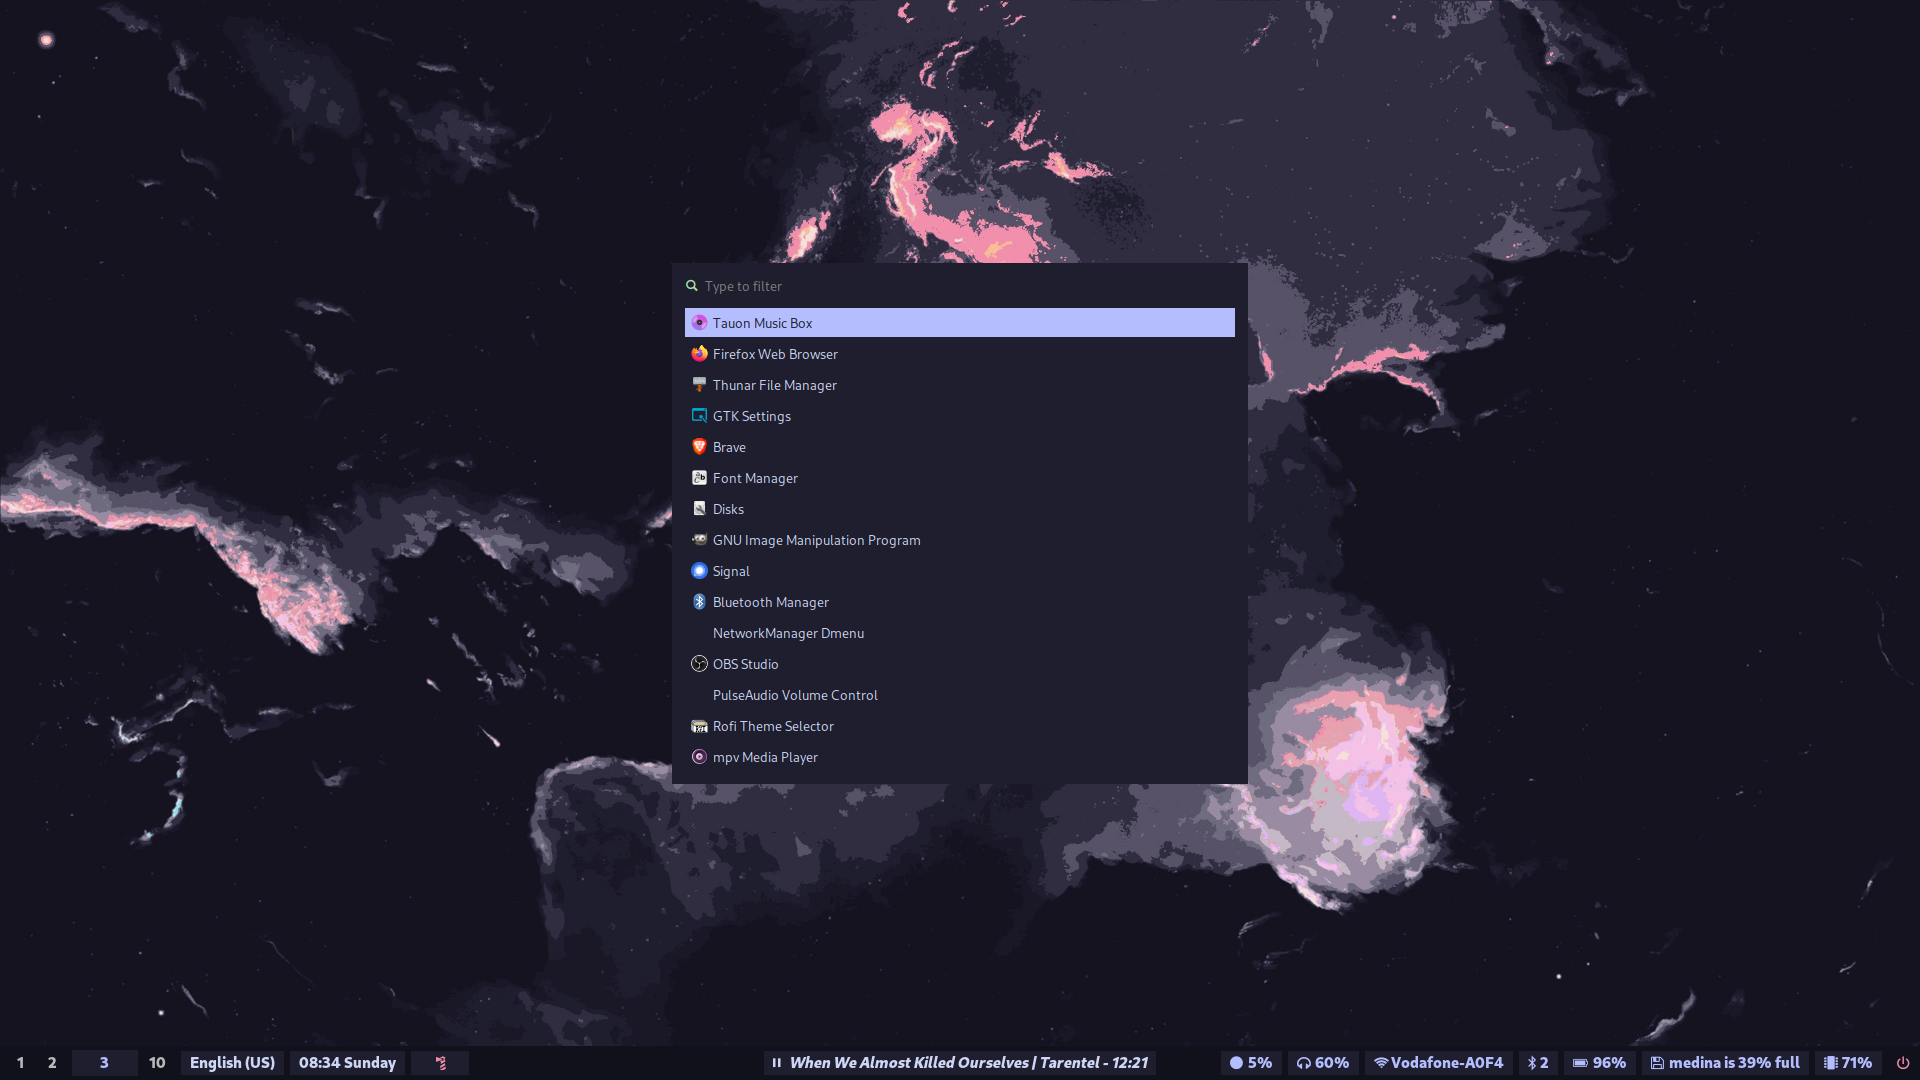 Type to filter
Tauon Music Box
Firefox Web Browser
Thunar File Manager
GTK Settings
Brave
Font Manager
Disks
GNU Image Manipulation Program
Signal
Bluetooth Manager
NetworkManager Dmenu
OBS Studio
PulseAudio Volume Control
Rofi Theme Selector
mpv Media Player
1 2 3 10 English (US) 08:34 Sunday When We Almost Killed Ourselves | Tarentel - 12:21 5% 60% Vodafone-A0F4 2 96% medina is 39% full 71%